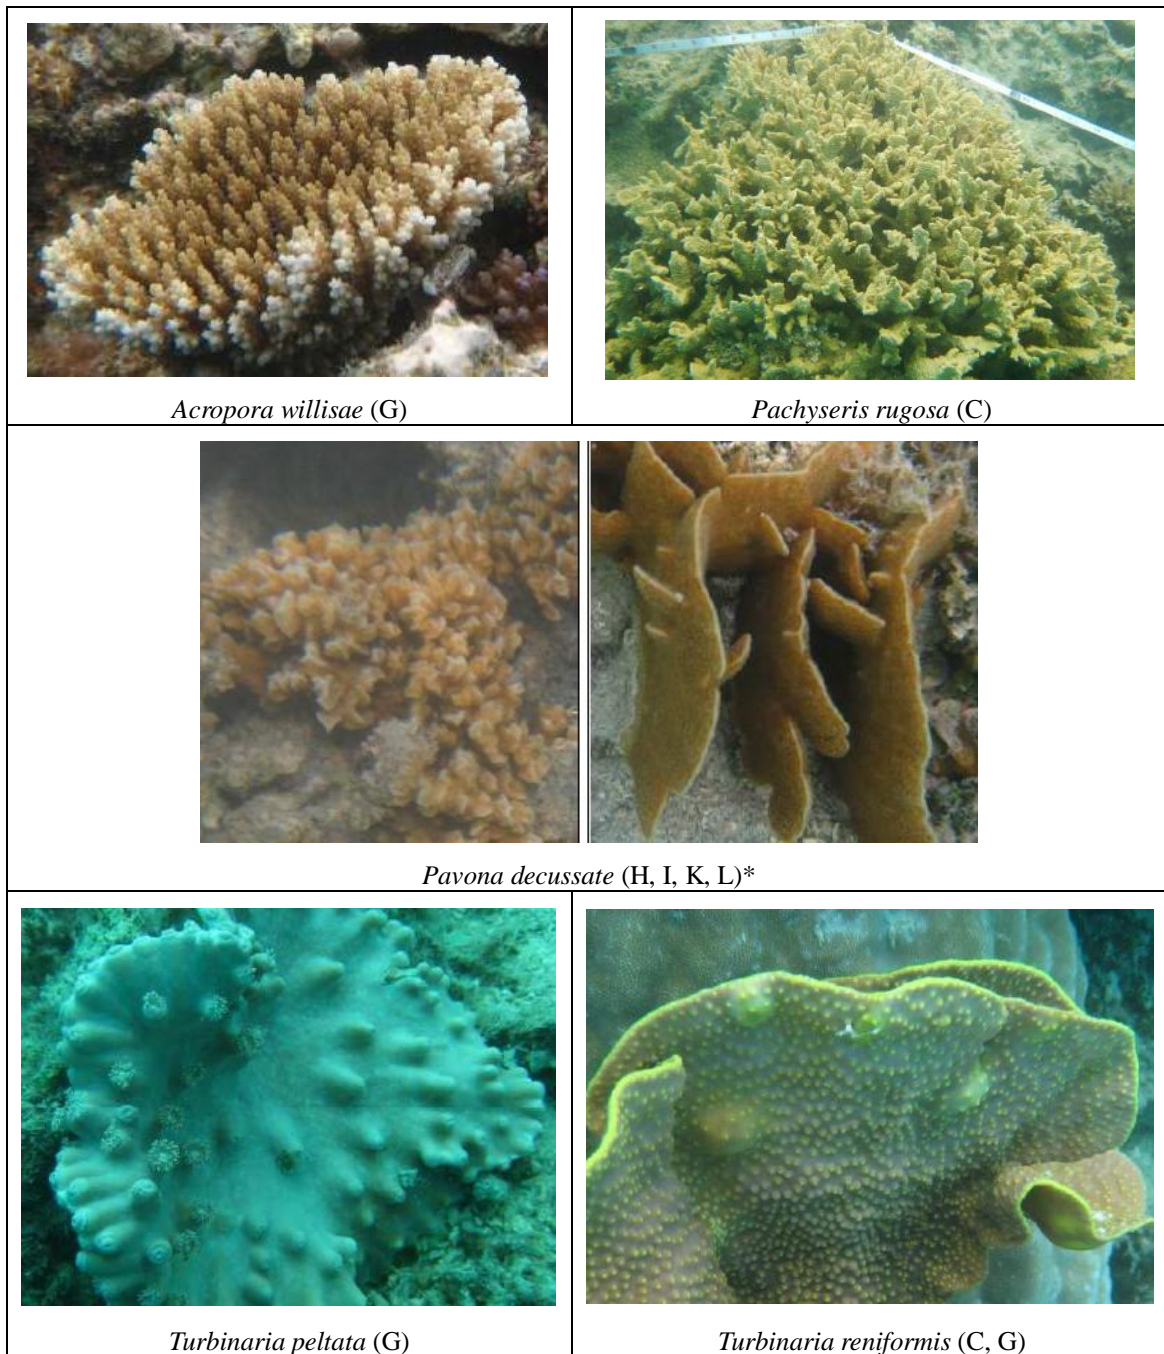 Acropora willisae (G)
Pachyseris rugosa (C)
Pavona decussate (H, I, K, L)*
Turbinaria peltata (G)
Turbinaria reniformis (C, G)